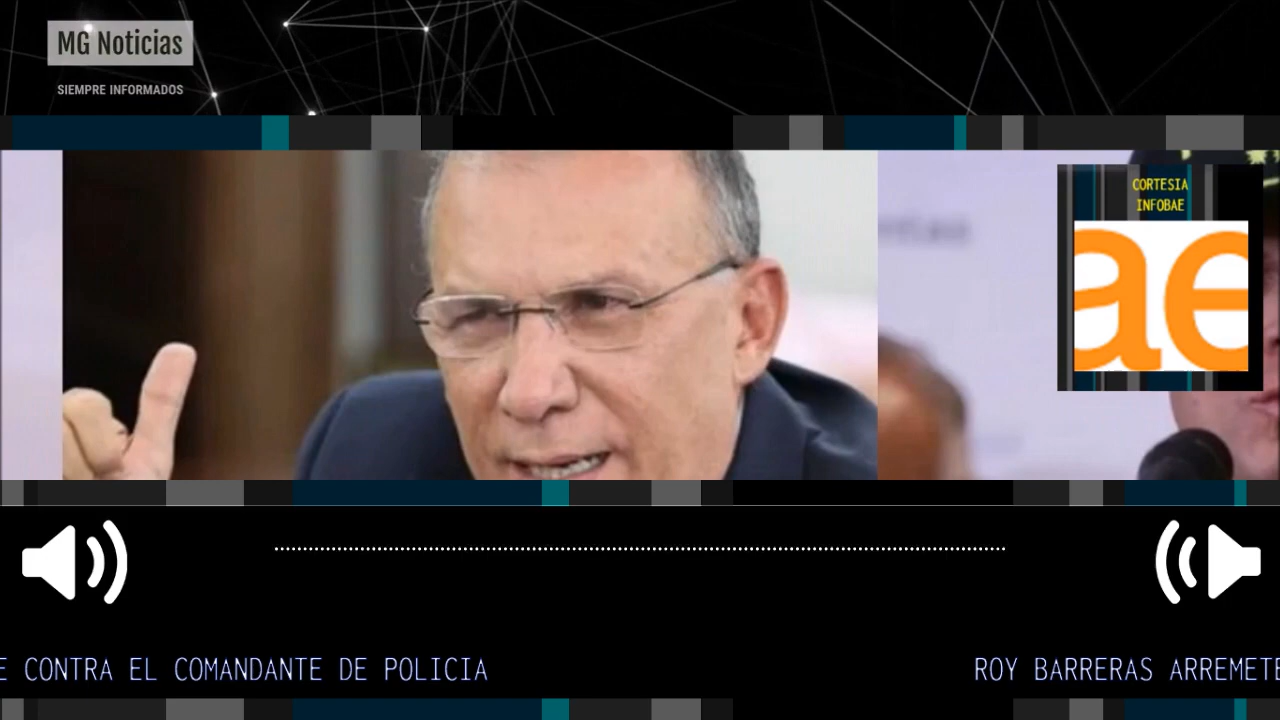 MG Noticias
SIEMPRE INFORMADOS
CORTESIA
INFOBAE
ae
E CONTRA EL COMANDANTE DE POLICIA
ROY BARRERAS ARREMETE